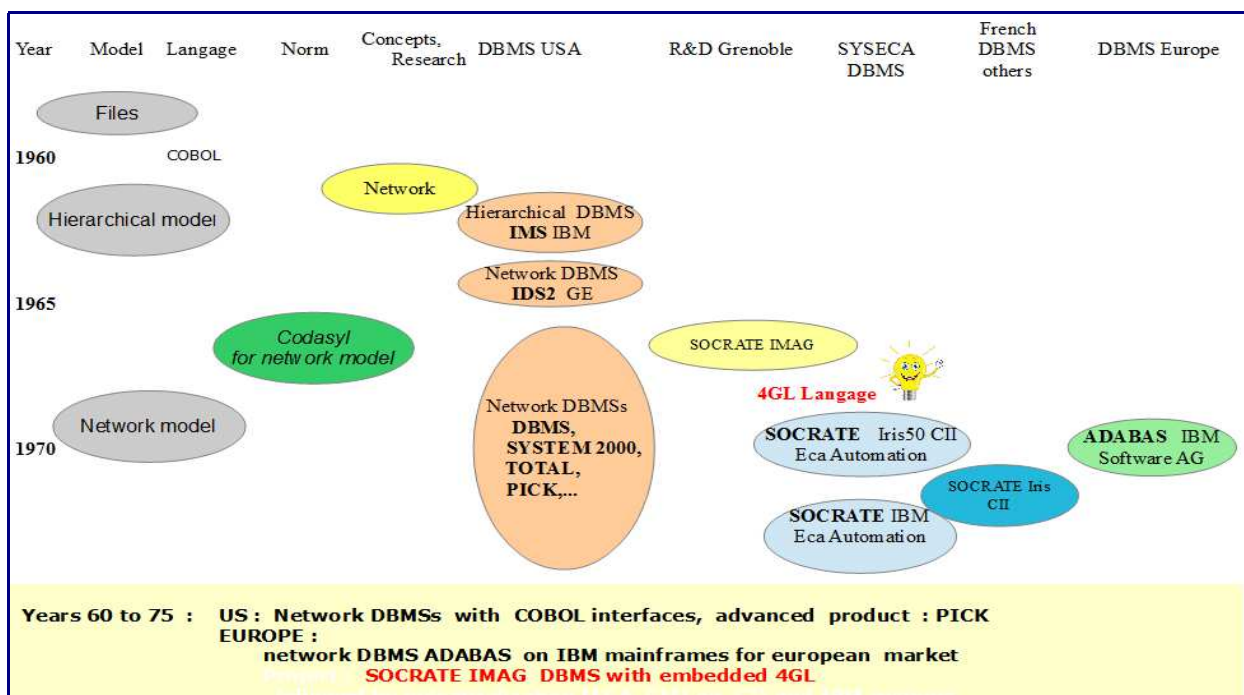 Year Model Langage Norm Concepts, Research DBMS USA R&D Grenoble SYSECA DBMS French DBMS others DBMS Europe
Files
1960 COBOL
Network
Hierarchical model
Hierarchical DBMS
IMS IBM
Network DBMS
IDS2 GE
1965
Codasyl
for network model
SOCRATE IMAG
4GL Langage
Network model
1970
Network DBMSs
DBMS,
SYSTEM 2000,
TOTAL,
PICK,...
SOCRATE Iris50 CII
Eca Automation
ADABAS IBM
Software AG
SOCRATE Iris
CII
SOCRATE IBM
Eca Automation
Years 60 to 75 : US : Network DBMSs with COBOL interfaces, advanced product : PICK
EUROPE :
network DBMS ADABAS on IBM mainframes for european market
SOCRATE IMAG DBMS with embedded 4GL